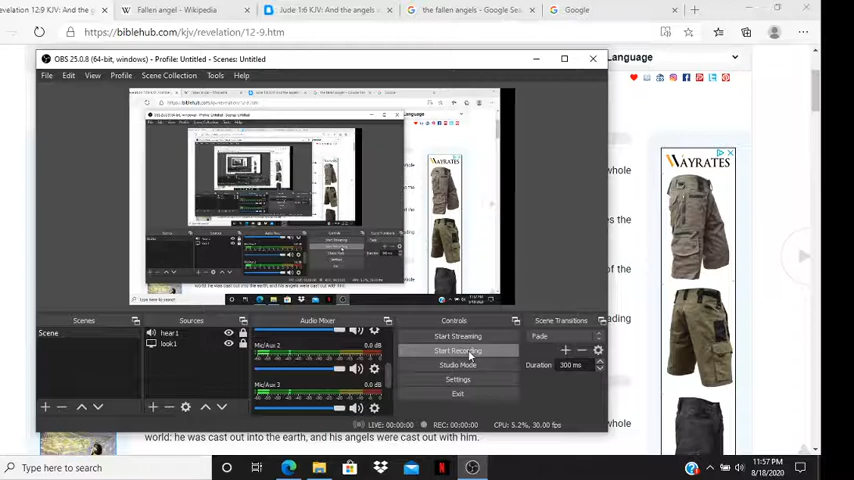 revelation 12:9 KJV: And the
Fallen angel - Wikipedia
Jude 1:6 KJV: And the angels
the fallen angels - Google Sea
Google
https://biblehub.com/kjv/revelation/12-9.htm
OBS 25.0.8 (64-bit, windows) - Profile: Untitled - Scenes: Untitled
Language
File Edit View Profile Scene Collection Tools Help
whole
WAYRATES
es the
of the
ding
Scenes
Sources
Audio Mixer
Controls
Scene Transitions
Scene
hear1
look1
Mic/Aux 2
0.0 dB
Mic/Aux 3
0.0 dB
Start Streaming
Start Recording
Studio Mode
Settings
Exit
Fade
Duration 300 ms
LIVE: 00:00:00 REC: 00:00:00 CPU: 5.2%, 30.00 fps
world: he was cast out into the earth, and his angels were cast out with him.
Type here to search
11:57 PM
8/18/2020